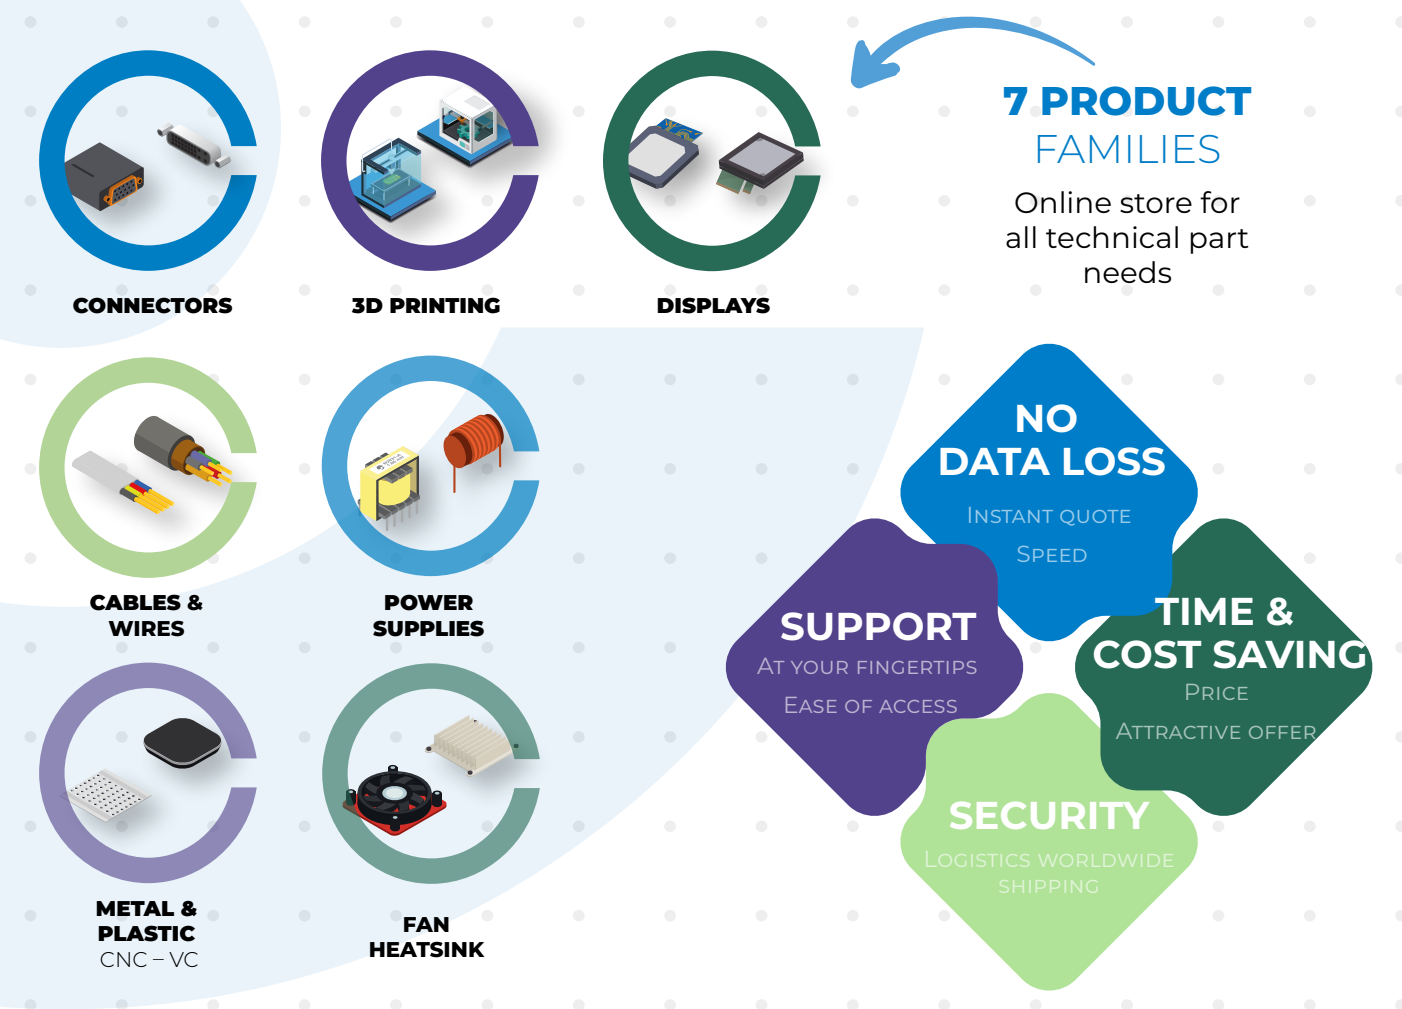 7 PRODUCT
FAMILIES
Online store for
all technical part
needs
CONNECTORS
3D PRINTING
DISPLAYS
CABLES &
WIRES
POWER
SUPPLIES
METAL &
PLASTIC
CNC – VC
FAN
HEATSINK
NO
DATA LOSS
INSTANT QUOTE
SPEED
SUPPORT
AT YOUR FINGERTIPS
EASE OF ACCESS
TIME &
COST SAVING
PRICE
ATTRACTIVE OFFER
SECURITY
LOGISTICS WORLDWIDE
SHIPPING